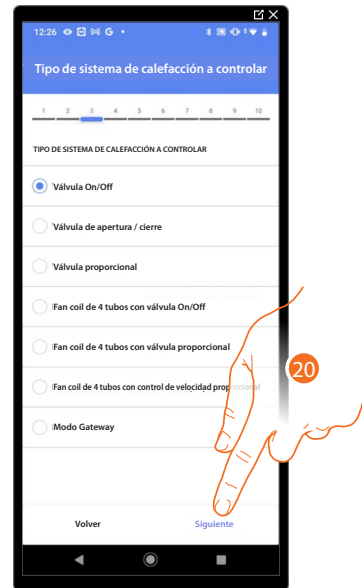 12:26 G
Tipo de sistema de calefacción a controlar
1 2 3 4 5 6 7 8 9 10
TIPO DE SISTEMA DE CALEFACCIÓN A CONTROLAR
Válvula On/Off
Válvula de apertura / cierre
Válvula proporcional
Fan coil de 4 tubos con válvula On/Off
Fan coil de 4 tubos con válvula proporcional
Fan coil de 4 tubos con control de velocidad proporcional
20
Modo Gateway
Volver Siguiente